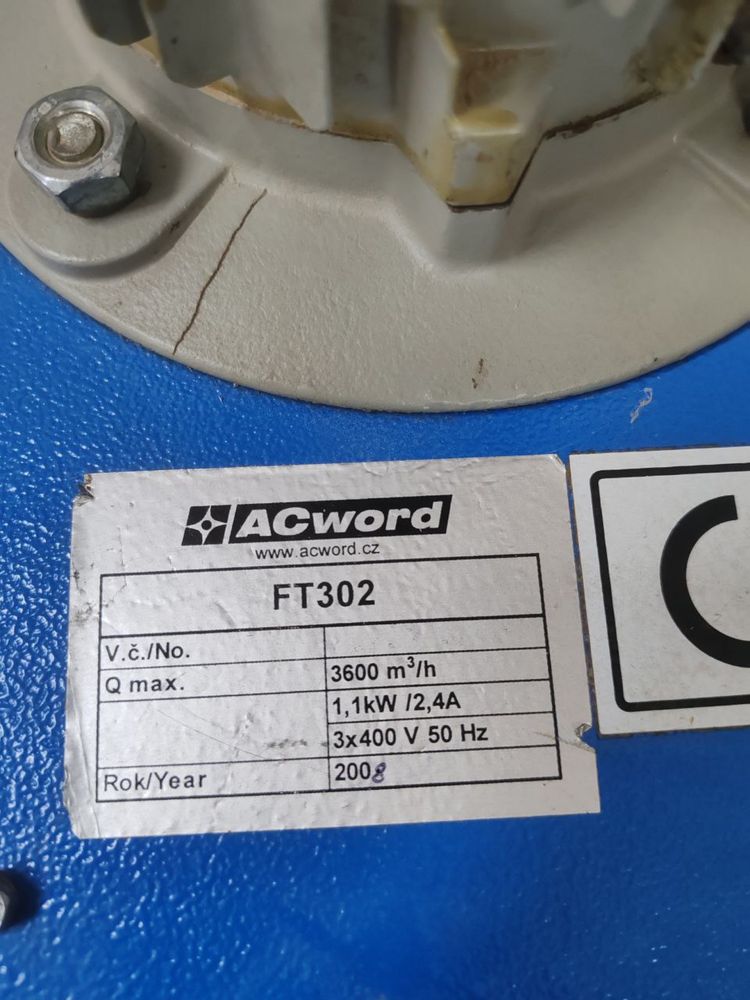 ACword
www.acword.cz
FT302
V.č./No.
Q max. 3600 m³/h
1,1kW /2,4A
3x400 V 50 Hz
Rok/Year 2008